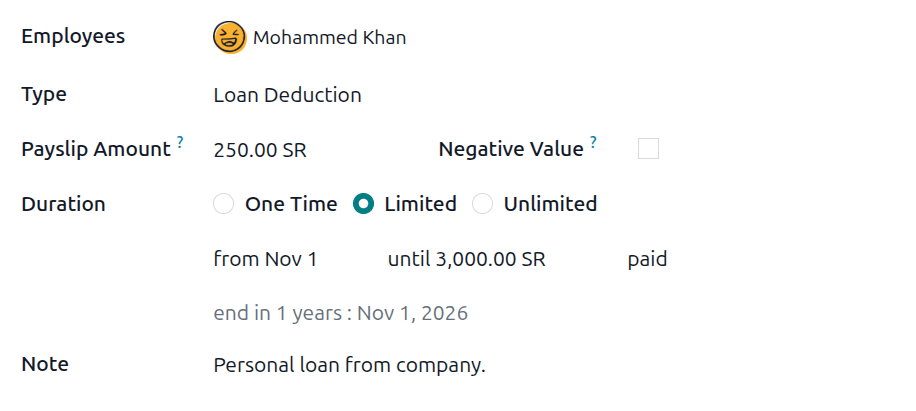 Employees Mohammed Khan
Type Loan Deduction
Payslip Amount ? 250.00 SR Negative Value ?
Duration One Time Limited Unlimited
from Nov 1 until 3,000.00 SR paid
end in 1 years : Nov 1, 2026
Note Personal loan from company.